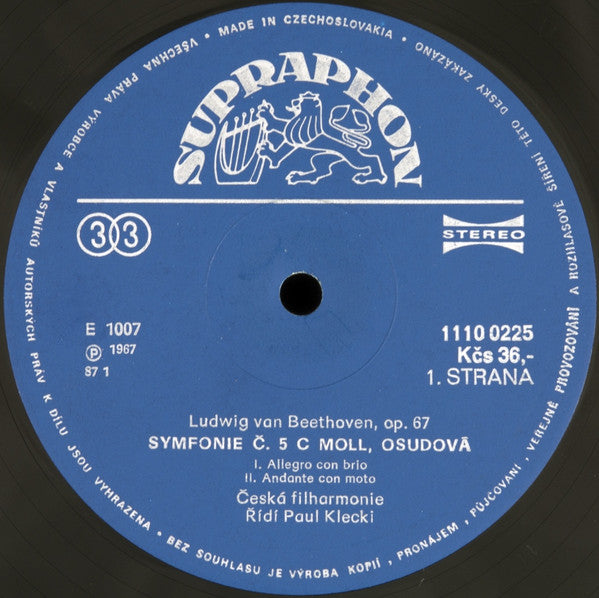 • MADE IN CZECHOSLOVAKIA •
VŠECHNA PRÁVA VÝROBCE A VLASTNÍKŮ AUTORSKÝCH PRÁV K DÍLU JSOU VYHRAZENA • BEZ SOUHLASU JE VÝROBA KOPIÍ, PRONÁJEM, PŮJČOVÁNÍ, VEŘEJNÉ PROVOZOVÁNÍ A ROZHLASOVÉ ŠÍŘENÍ TÉTO DESKY ZAKÁZÁNO
SUPRAPHON
33
STEREO
E 1007
1110 0225
Ⓟ 1967
Kčs 36,-
87 1
1. STRANA
Ludwig van Beethoven, op. 67
SYMFONIE Č. 5 C MOLL, OSUDOVÁ
I. Allegro con brio
II. Andante con moto
Česká filharmonie
Řídí Paul Klecki